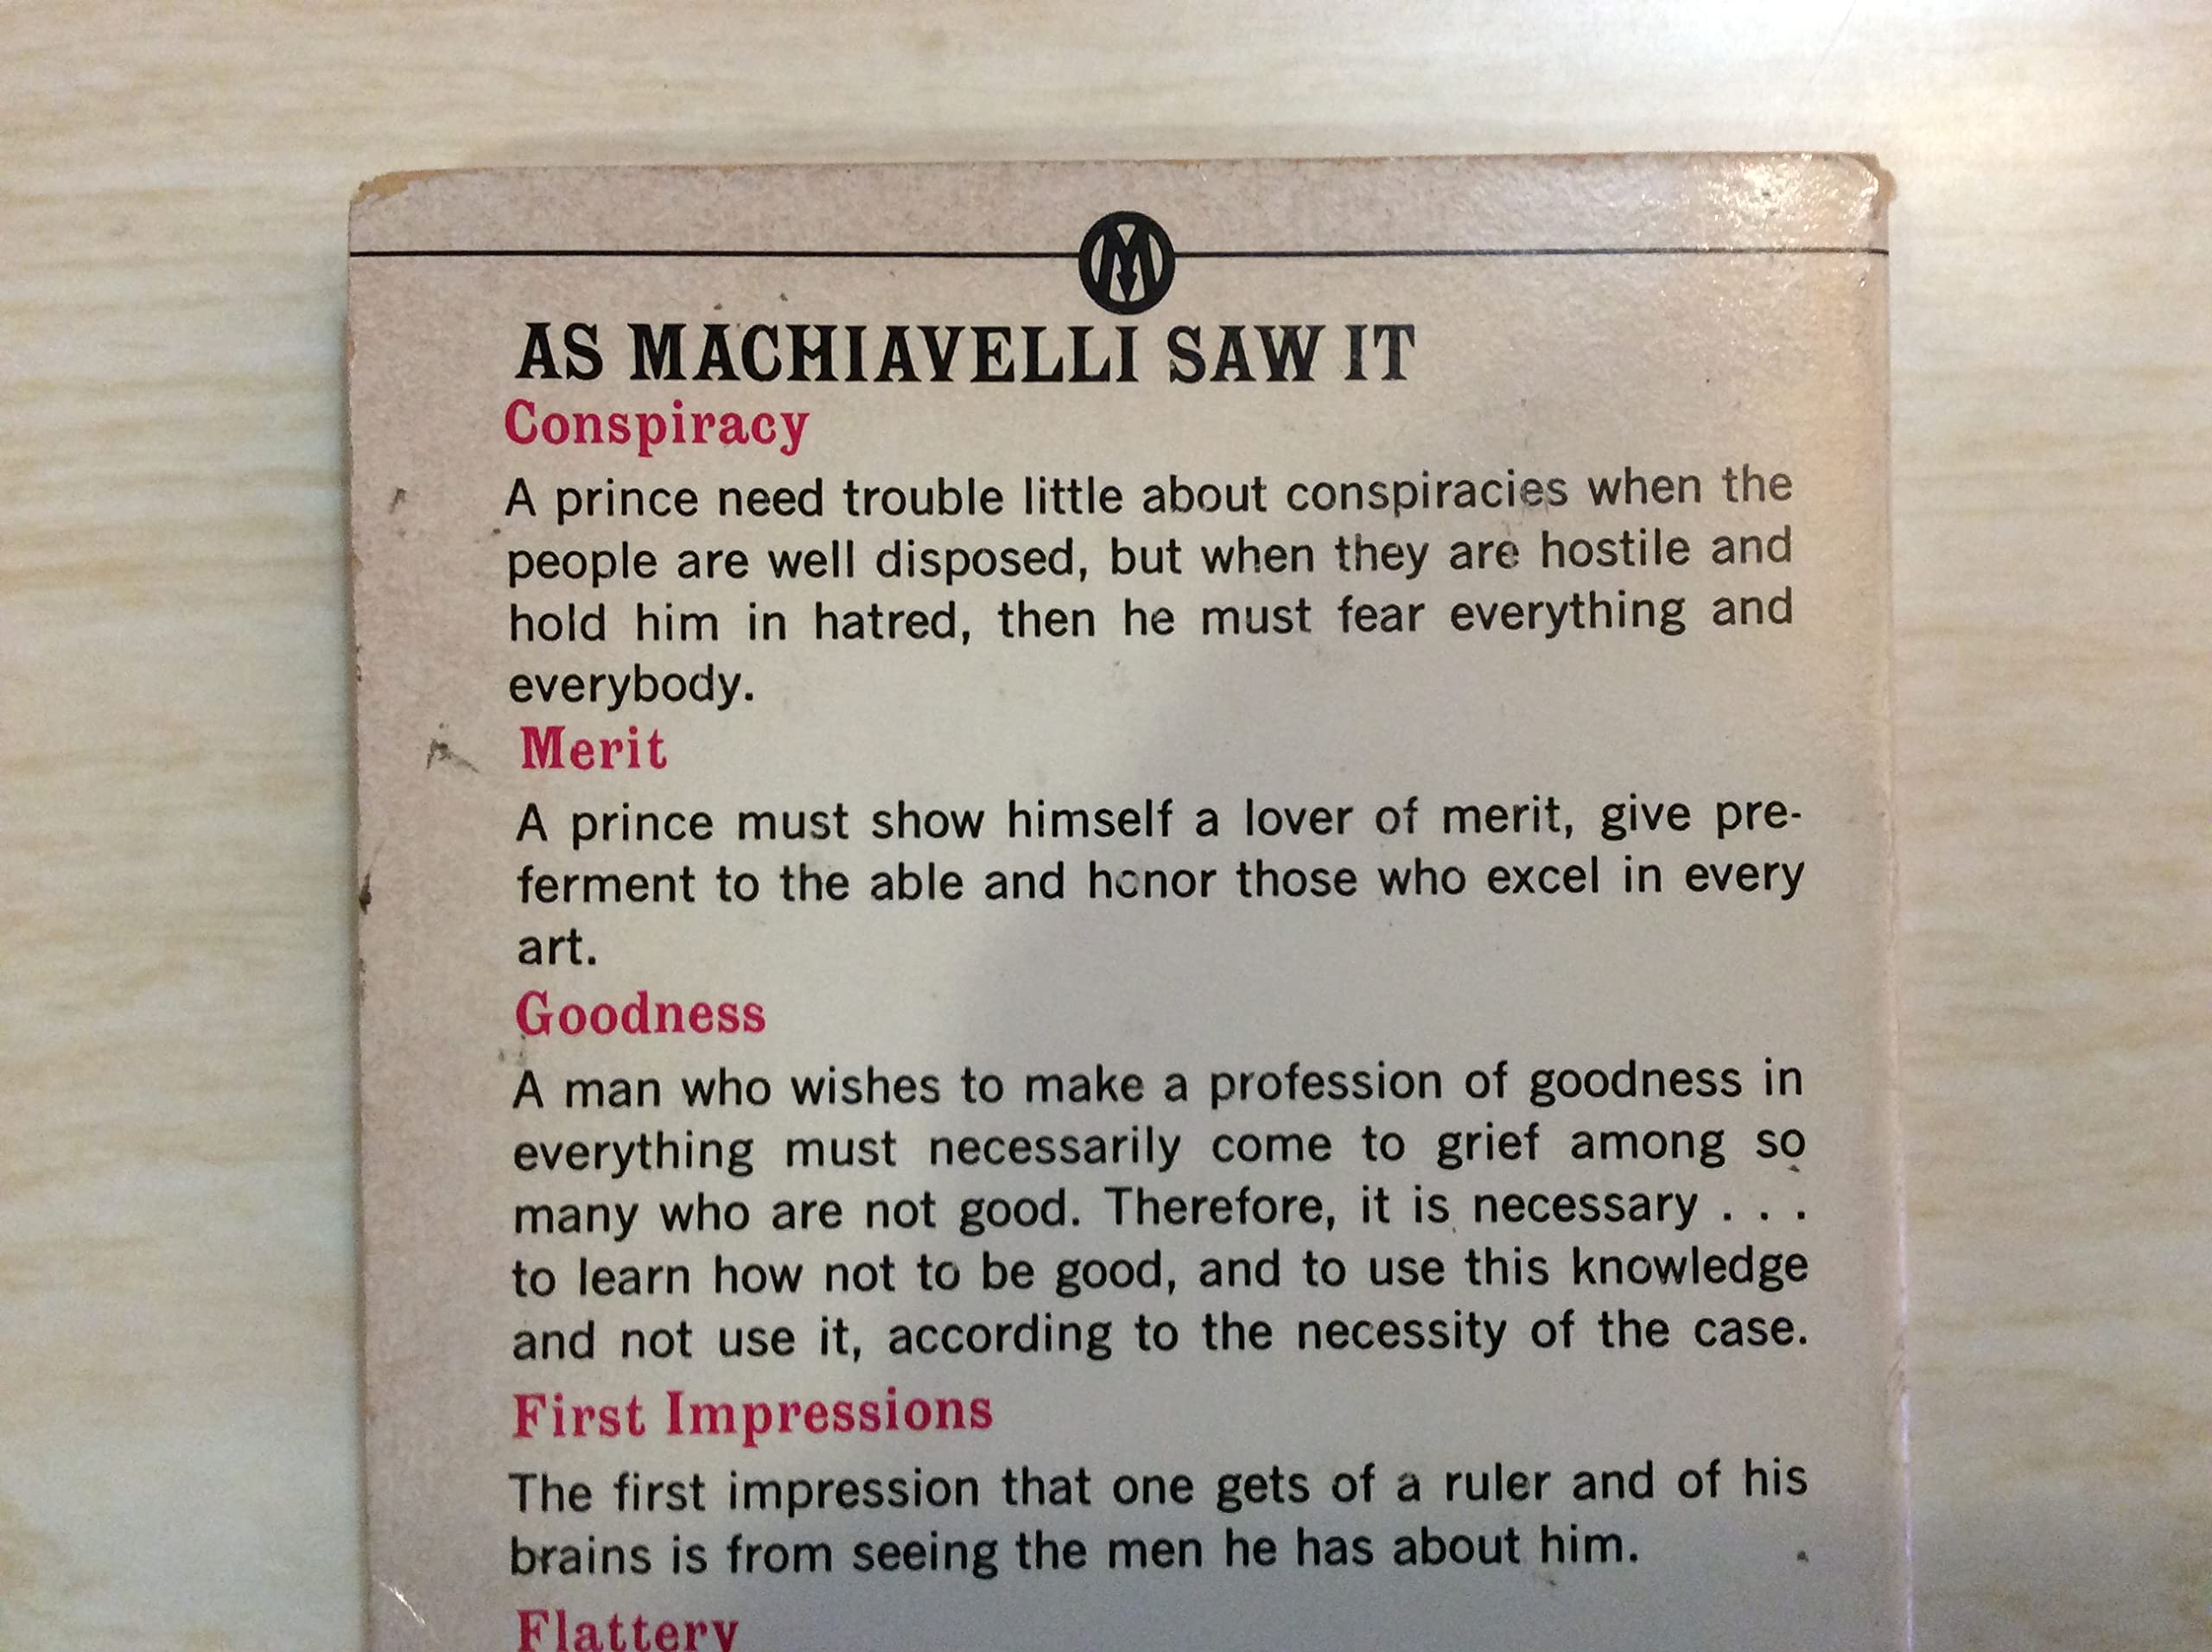 M
AS MACHIAVELLI SAW IT
Conspiracy
A prince need trouble little about conspiracies when the
people are well disposed, but when they are hostile and
hold him in hatred, then he must fear everything and
everybody.
Merit
A prince must show himself a lover of merit, give pre-
ferment to the able and honor those who excel in every
art.
Goodness
A man who wishes to make a profession of goodness in
everything must necessarily come to grief among so
many who are not good. Therefore, it is necessary . . .
to learn how not to be good, and to use this knowledge
and not use it, according to the necessity of the case.
First Impressions
The first impression that one gets of a ruler and of his
brains is from seeing the men he has about him.
Flattery